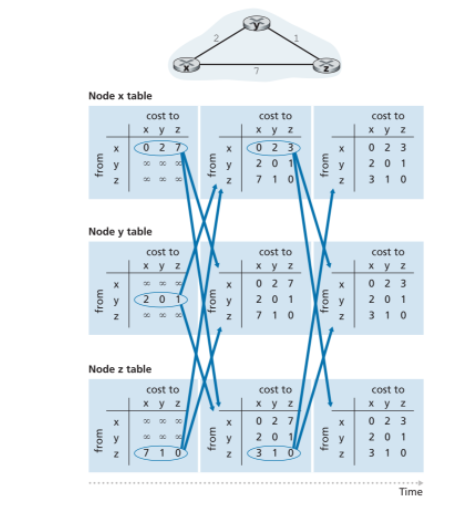 y
2 1
x z
7
Node x table
cost to cost to cost to
x y z x y z x y z
from x 0 2 7 from x 0 2 3 from x 0 2 3
y ∞ ∞ ∞ y 2 0 1 y 2 0 1
z ∞ ∞ ∞ z 7 1 0 z 3 1 0
Node y table
cost to cost to cost to
x y z x y z x y z
from x ∞ ∞ ∞ from x 0 2 7 from x 0 2 3
y 2 0 1 y 2 0 1 y 2 0 1
z ∞ ∞ ∞ z 7 1 0 z 3 1 0
Node z table
cost to cost to cost to
x y z x y z x y z
from x ∞ ∞ ∞ from x 0 2 7 from x 0 2 3
y ∞ ∞ ∞ y 2 0 1 y 2 0 1
z 7 1 0 z 3 1 0 z 3 1 0
Time